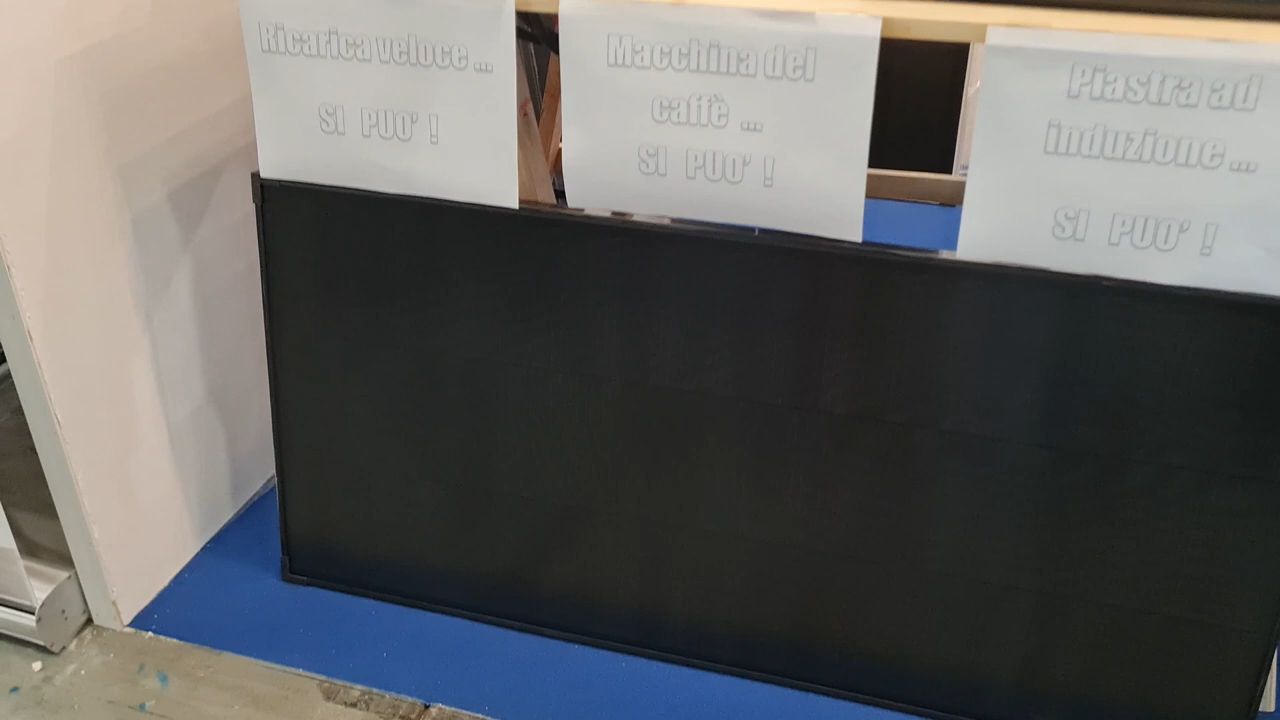 Ricarica veloce ...
SI PUO' !
Macchina del
caffè ...
SI PUO' !
Piastra ad
induzione ...
SI PUO' !